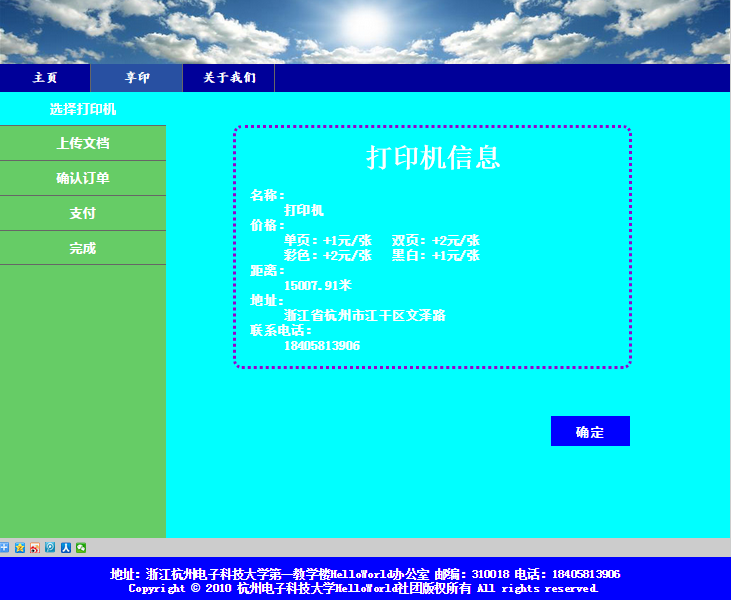 主页 享印 关于我们
选择打印机
上传文档
确认订单
支付
完成
打印机信息
名称：
打印机
价格：
单页：+1元/张 双页：+2元/张
彩色：+2元/张 黑白：+1元/张
距离：
15007.91米
地址：
浙江省杭州市江干区文泽路
联系电话：
18405813906
确定
地址：浙江杭州电子科技大学第一教学楼HelloWorld办公室 邮编：310018 电话：18405813906
Copyright © 2010 杭州电子科技大学HelloWorld社团版权所有 All rights reserved.